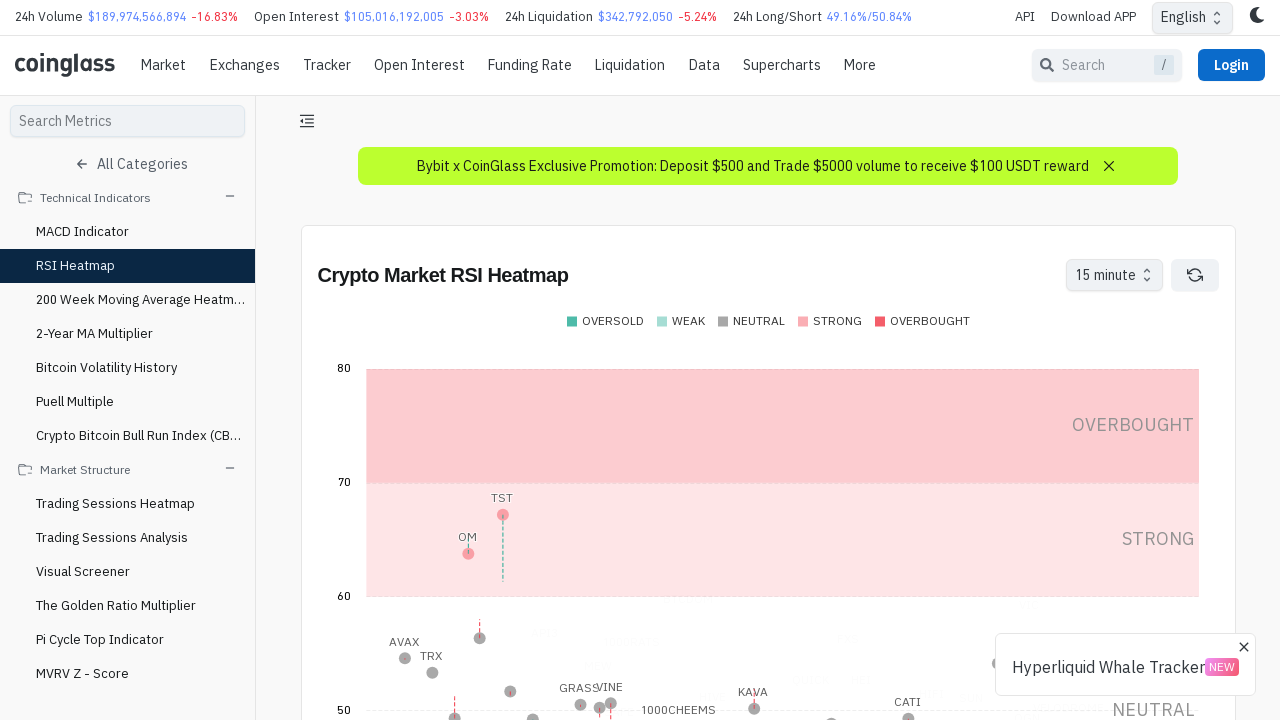 24h Volume $189,974,566,894 -16.83% Open Interest $105,016,192,005 -3.03% 24h Liquidation $342,792,050 -5.24% 24h Long/Short 49.16%/50.84% API Download APP English
coinglass Market Exchanges Tracker Open Interest Funding Rate Liquidation Data Supercharts More Search / Login
Search Metrics
All Categories
Technical Indicators
MACD Indicator
RSI Heatmap
200 Week Moving Average Heatm...
2-Year MA Multiplier
Bitcoin Volatility History
Puell Multiple
Crypto Bitcoin Bull Run Index (CB...
Market Structure
Trading Sessions Heatmap
Trading Sessions Analysis
Visual Screener
The Golden Ratio Multiplier
Pi Cycle Top Indicator
MVRV Z - Score
Bybit x CoinGlass Exclusive Promotion: Deposit $500 and Trade $5000 volume to receive $100 USDT reward
Crypto Market RSI Heatmap
15 minute
OVERSOLD WEAK NEUTRAL STRONG OVERBOUGHT
80
OVERBOUGHT
70
TST
OM
STRONG
60
AVAX
TRX
GRASS
VINE
KAVA
CATI
1000CHEEMS
50
NEUTRAL
Hyperliquid Whale Tracker NEW